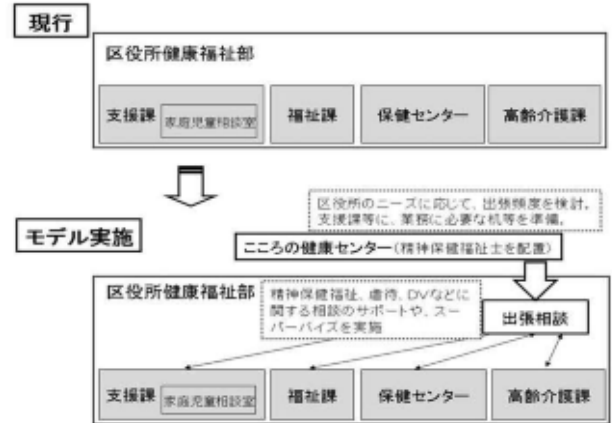 現行
区役所健康福祉部
支援課 家庭児童相談室 福祉課 保健センター 高齢介護課
区役所のニーズに応じて、出張頻度を検討。
支援課等に、業務に必要な机等を準備。
モデル実施
こころの健康センター(精神保健福祉士を配置)
区役所健康福祉部
精神保健福祉、虐待、DVなどに
関する相談のサポートや、スー
パーバイズを実施
出張相談
支援課 家庭児童相談室 福祉課 保健センター 高齢介護課